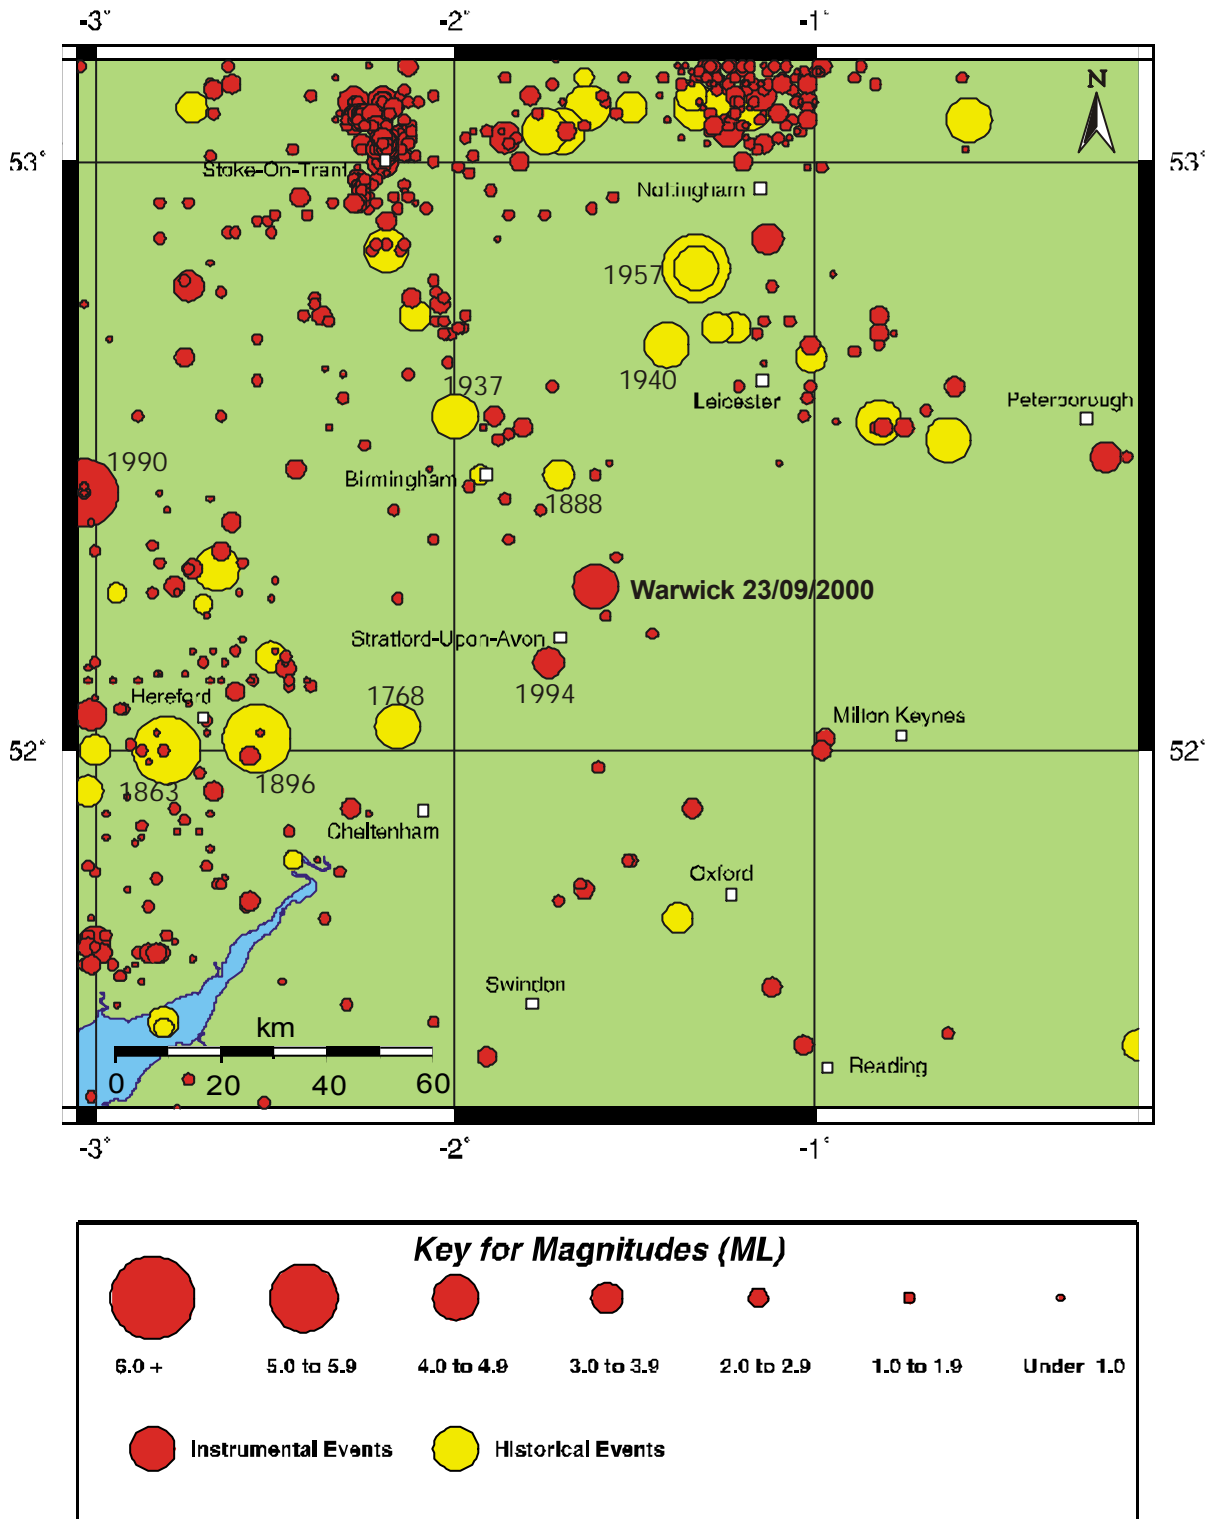 -3° -2° -1°
N
53° 53°
Stoke-On-Trent
Nottingham
1957
1940
1937
Leicester
Peterborough
1990
Birmingham
1888
Warwick 23/09/2000
Stratford-Upon-Avon
1994
Hereford
1768
Milton Keynes
52° 52°
1863
1896
Cheltenham
Oxford
Swindon
km
0 20 40 60
Reading
-3° -2° -1°
Key for Magnitudes (ML)
6.0 + 5.0 to 5.9 4.0 to 4.9 3.0 to 3.9 2.0 to 2.9 1.0 to 1.9 Under 1.0
Instrumental Events Historical Events